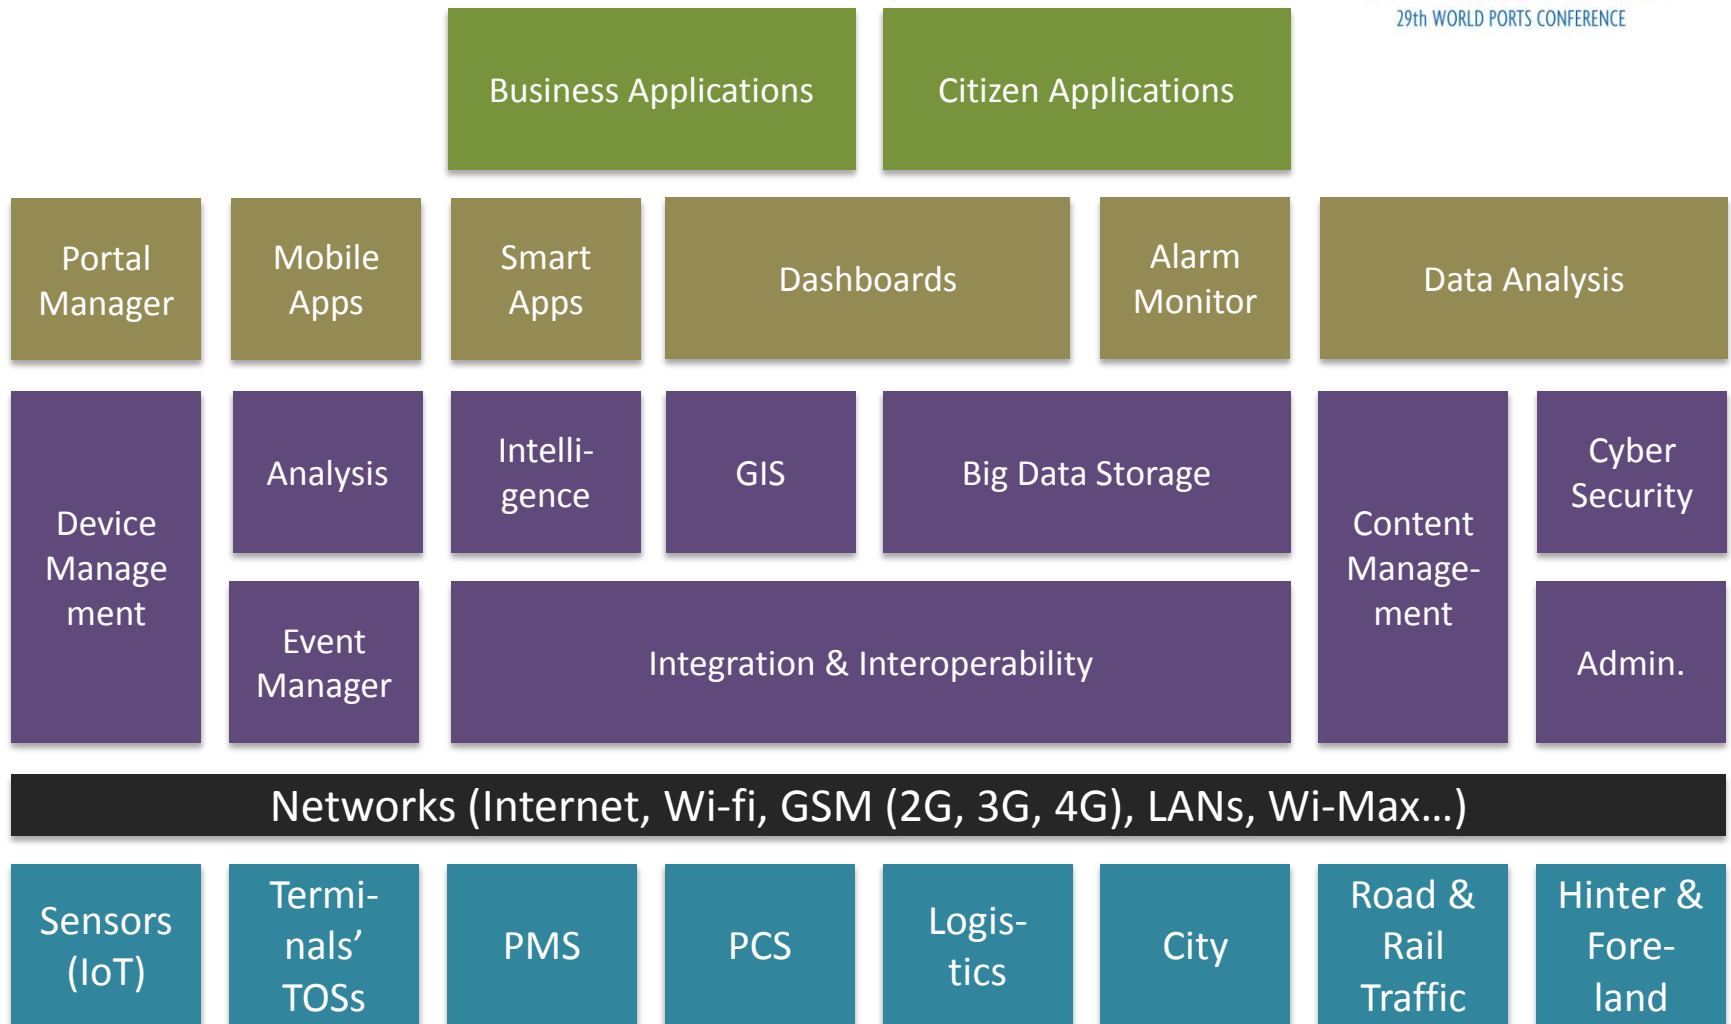 29th WORLD PORTS CONFERENCE
Business Applications
Citizen Applications
Portal
Manager
Mobile
Apps
Smart
Apps
Dashboards
Alarm
Monitor
Data Analysis
Device
Manage
ment
Analysis
Intelli-
gence
GIS
Big Data Storage
Content
Manage-
ment
Cyber
Security
Event
Manager
Integration & Interoperability
Admin.
Networks (Internet, Wi-fi, GSM (2G, 3G, 4G), LANs, Wi-Max...)
Sensors
(IoT)
Termi-
nals’
TOSs
PMS
PCS
Logis-
tics
City
Road &
Rail
Traffic
Hinter &
Fore-
land